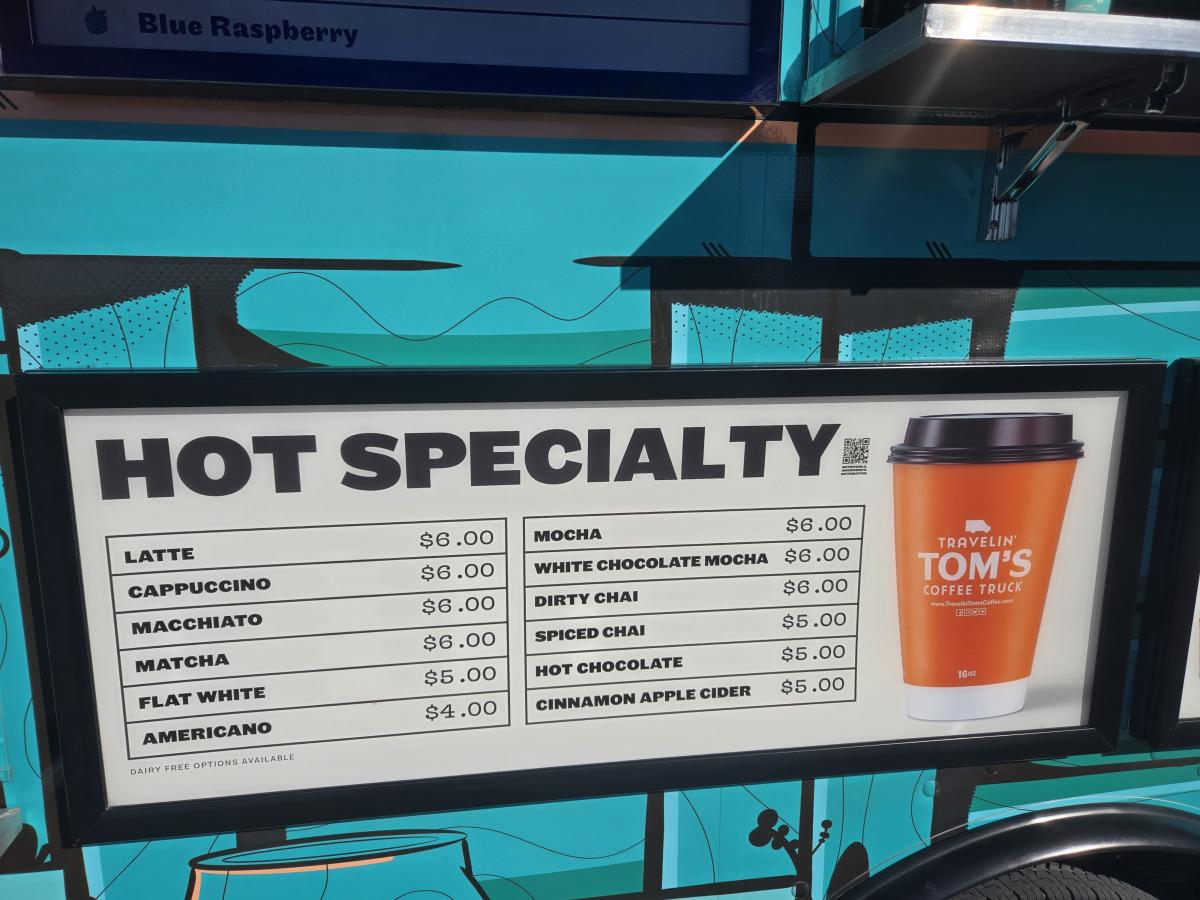 Blue Raspberry
HOT SPECIALTY
LATTE $6.00
CAPPUCCINO $6.00
MACCHIATO $6.00
MATCHA $6.00
FLAT WHITE $5.00
AMERICANO $4.00
DAIRY FREE OPTIONS AVAILABLE
MOCHA $6.00
WHITE CHOCOLATE MOCHA $6.00
DIRTY CHAI $6.00
SPICED CHAI $5.00
HOT CHOCOLATE $5.00
CINNAMON APPLE CIDER $5.00
TRAVELIN'
TOM'S
COFFEE TRUCK
www.TravelinTomsCoffee.com
16oz